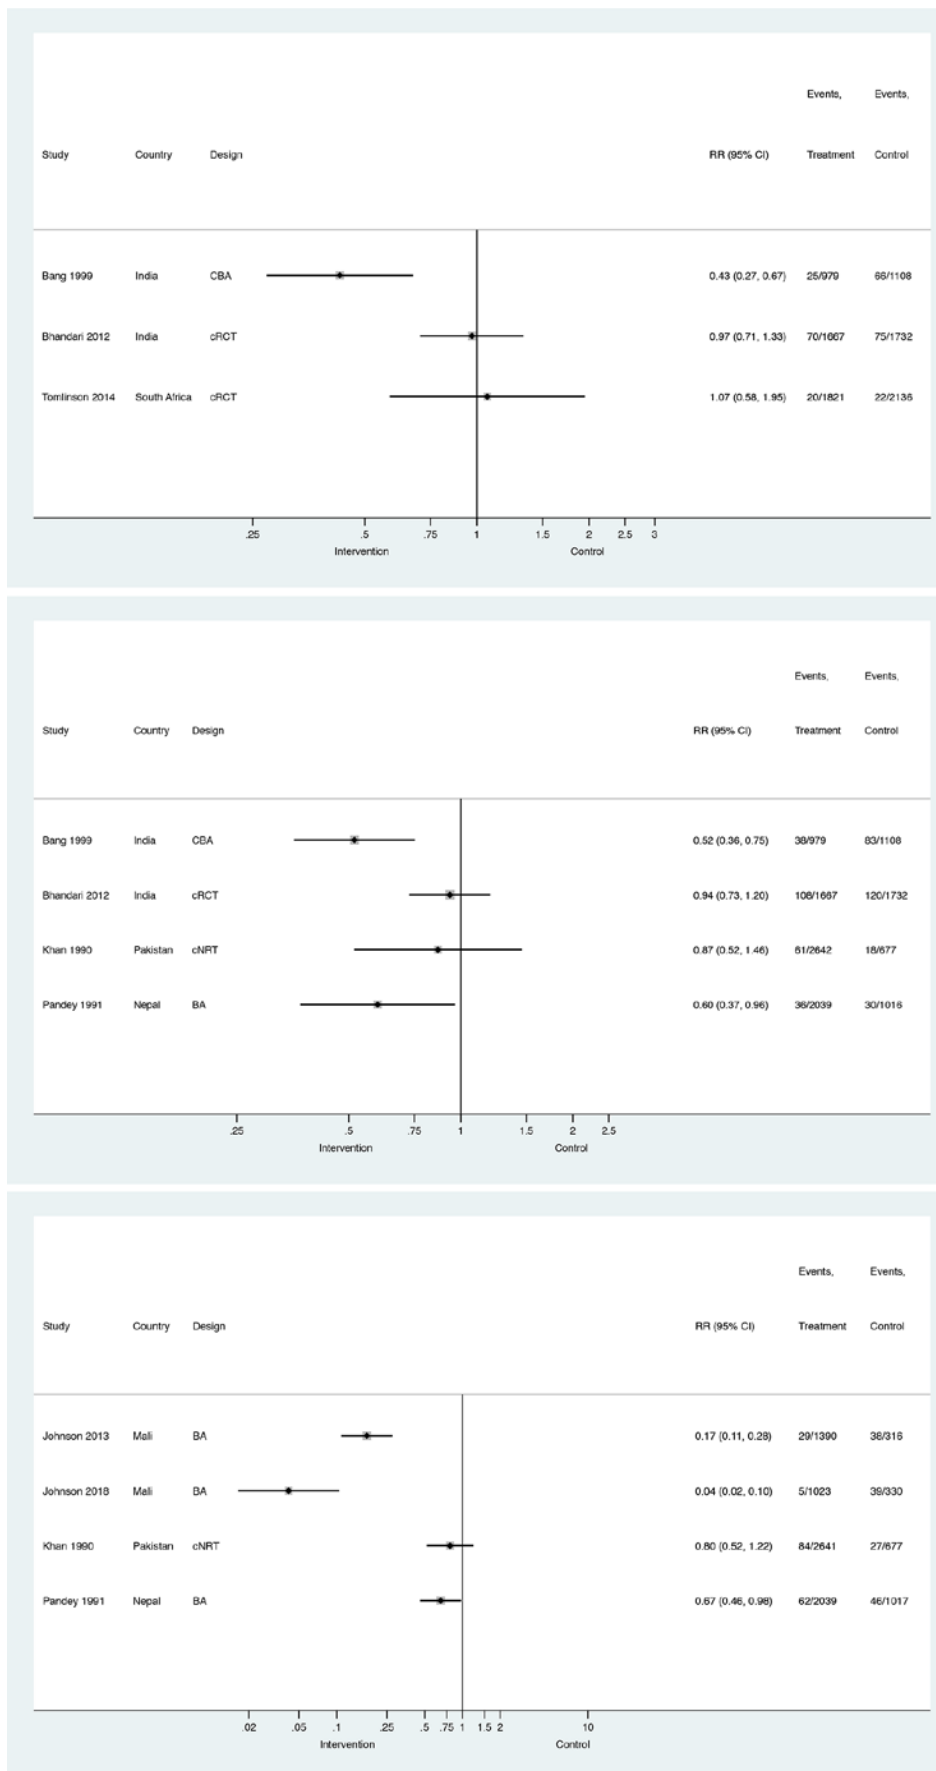 Events, Events,
Study Country Design RR (95% CI) Treatment Control
Bang 1999 India CBA 0.43 (0.27, 0.67) 25/979 66/1108
Bhandari 2012 India cRCT 0.97 (0.71, 1.33) 70/1667 75/1732
Tomlinson 2014 South Africa cRCT 1.07 (0.58, 1.95) 20/1821 22/2136
.25 .5 .75 1 1.5 2 2.5 3
Intervention Control
Events, Events,
Study Country Design RR (95% CI) Treatment Control
Bang 1999 India CBA 0.52 (0.36, 0.75) 38/979 83/1108
Bhandari 2012 India cRCT 0.94 (0.73, 1.20) 108/1667 120/1732
Khan 1990 Pakistan cNRT 0.87 (0.52, 1.46) 61/2642 18/677
Pandey 1991 Nepal BA 0.60 (0.37, 0.96) 36/2039 30/1016
.25 .5 .75 1 1.5 2 2.5
Intervention Control
Events, Events,
Study Country Design RR (95% CI) Treatment Control
Johnson 2013 Mali BA 0.17 (0.11, 0.28) 29/1390 38/316
Johnson 2018 Mali BA 0.04 (0.02, 0.10) 5/1023 39/330
Khan 1990 Pakistan cNRT 0.80 (0.52, 1.22) 84/2641 27/677
Pandey 1991 Nepal BA 0.67 (0.46, 0.98) 62/2039 46/1017
.02 .05 .1 .25 .5 .75 1 1.5 2 10
Intervention Control